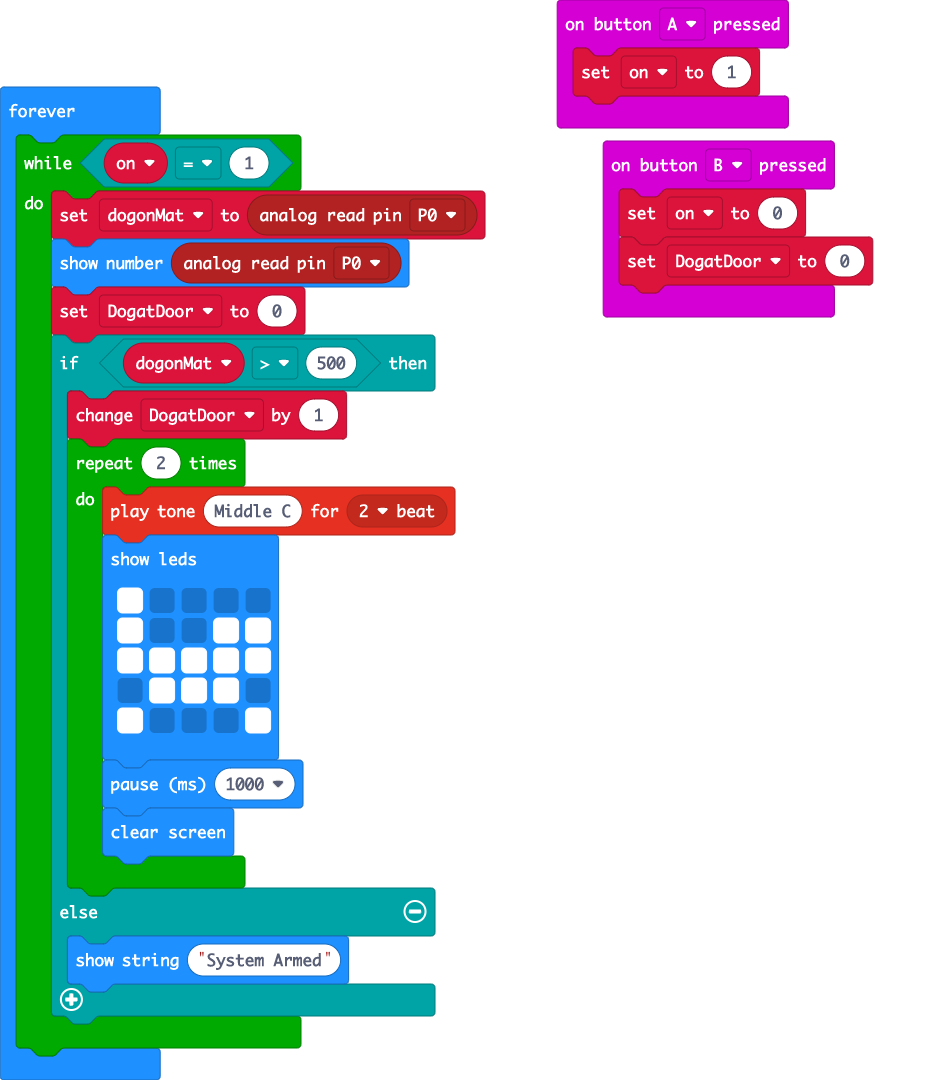 on button A pressed
set on to 1
forever
while on = 1
do
set dogonMat to analog read pin P0
show number analog read pin P0
set DogatDoor to 0
if dogonMat > 500 then
change DogatDoor by 1
repeat 2 times
do
play tone Middle C for 2 beat
show leds
pause (ms) 1000
clear screen
else
show string "System Armed"
on button B pressed
set on to 0
set DogatDoor to 0